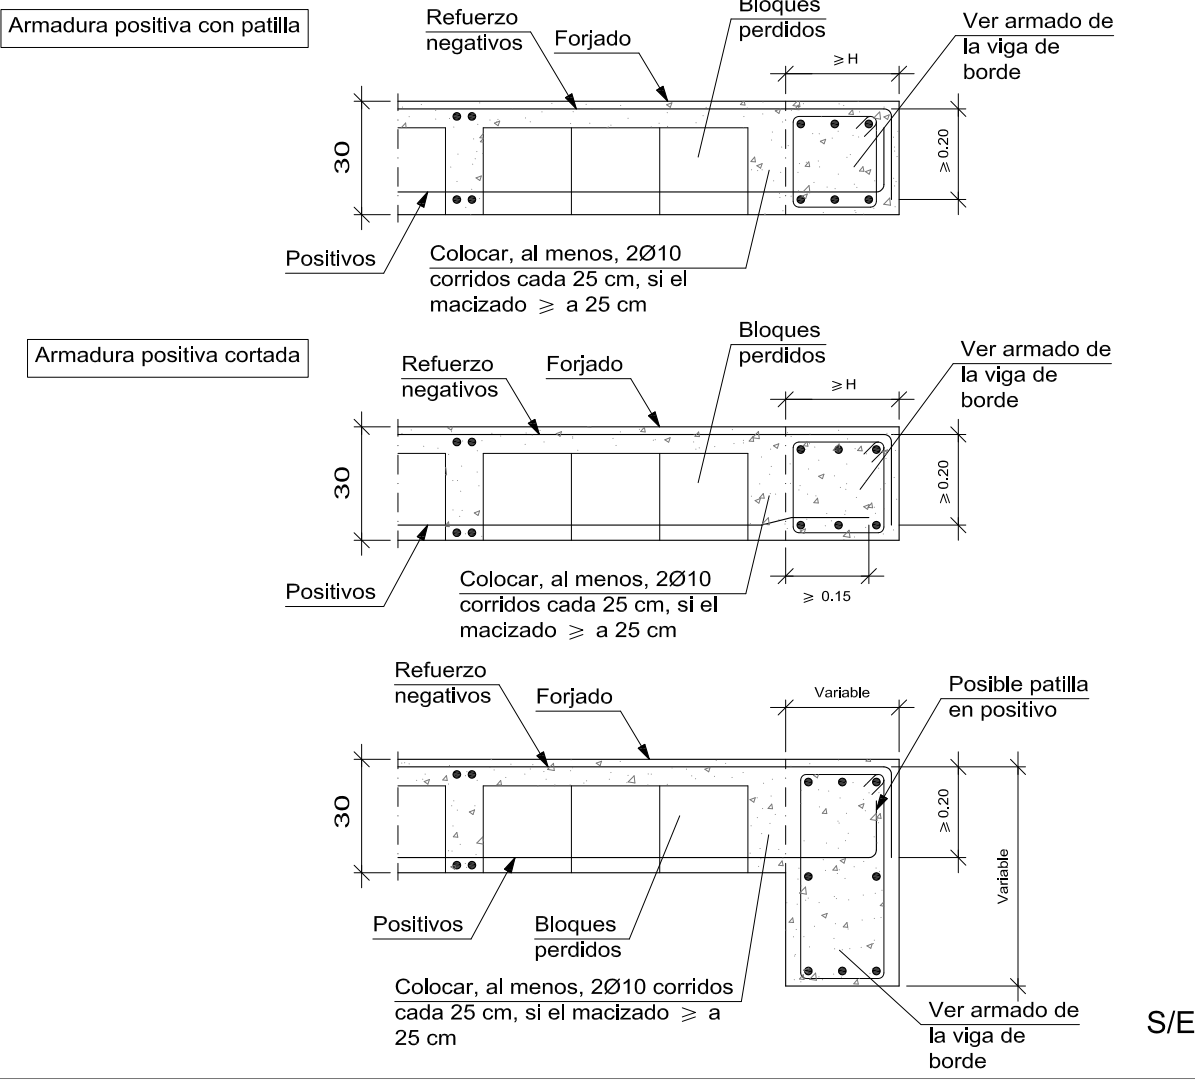 Armadura positiva con patilla
Refuerzo
negativos
Forjado
Bloques
perdidos
Ver armado de
la viga de
borde
≥ H
30
≥ 0.20
Positivos
Colocar, al menos, 2Ø10
corridos cada 25 cm, si el
macizado ≥ a 25 cm
Armadura positiva cortada
Refuerzo
negativos
Forjado
Bloques
perdidos
Ver armado de
la viga de
borde
≥ H
30
≥ 0.20
Positivos
Colocar, al menos, 2Ø10
corridos cada 25 cm, si el
macizado ≥ a 25 cm
≥ 0.15
Refuerzo
negativos
Forjado
Variable
Posible patilla
en positivo
30
≥ 0.20
Variable
Positivos
Bloques
perdidos
Colocar, al menos, 2Ø10 corridos
cada 25 cm, si el macizado ≥ a
25 cm
Ver armado de
la viga de
borde
S/E